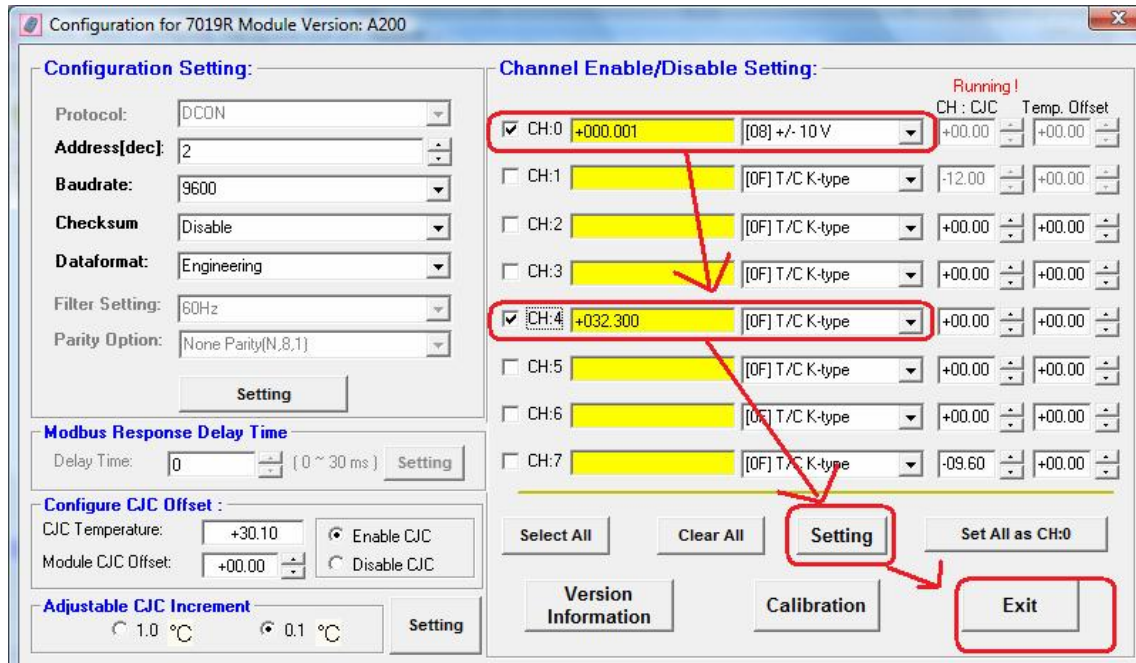 Configuration for 7019R Module Version: A200
Configuration Setting:
Protocol: DCON
Address[dec]: 2
Baudrate: 9600
Checksum Disable
Dataformat: Engineering
Filter Setting: 60Hz
Parity Option: None Parity(N,8,1)
Setting
Modbus Response Delay Time
Delay Time: 0 ( 0 ~ 30 ms ) Setting
Configure CJC Offset :
CJC Temperature: +30.10
Enable CJC
Module CJC Offset: +00.00
Disable CJC
Adjustable CJC Increment
1.0 °C 0.1 °C
Setting
Channel Enable/Disable Setting:
Running !
CH : CJC Temp. Offset
CH:0 +000.001 [08] +/- 10 V +00.00 +00.00
CH:1 [0F] T/C K-type -12.00 +00.00
CH:2 [0F] T/C K-type +00.00 +00.00
CH:3 [0F] T/C K-type +00.00 +00.00
CH:4 +032.300 [0F] T/C K-type +00.00 +00.00
CH:5 [0F] T/C K-type +00.00 +00.00
CH:6 [0F] T/C K-type +00.00 +00.00
CH:7 [0F] T/C K-type -09.60 +00.00
Select All Clear All Setting Set All as CH:0
Version Information Calibration Exit